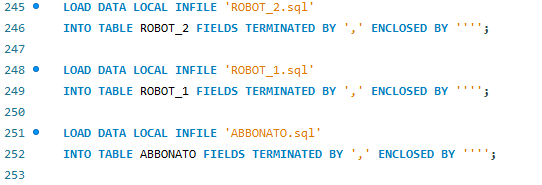 245 LOAD DATA LOCAL INFILE 'ROBOT_2.sql'
246 INTO TABLE ROBOT_2 FIELDS TERMINATED BY ',' ENCLOSED BY '''';
247
248 LOAD DATA LOCAL INFILE 'ROBOT_1.sql'
249 INTO TABLE ROBOT_1 FIELDS TERMINATED BY ',' ENCLOSED BY '''';
250
251 LOAD DATA LOCAL INFILE 'ABBONATO.sql'
252 INTO TABLE ABBONATO FIELDS TERMINATED BY ',' ENCLOSED BY '''';
253